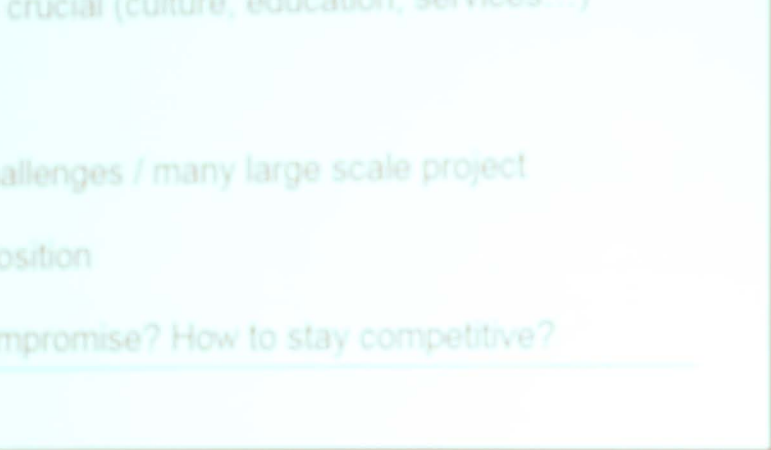 crucial (culture, education, services...)
allenges / many large scale project
osition
mpromise? How to stay competitive?